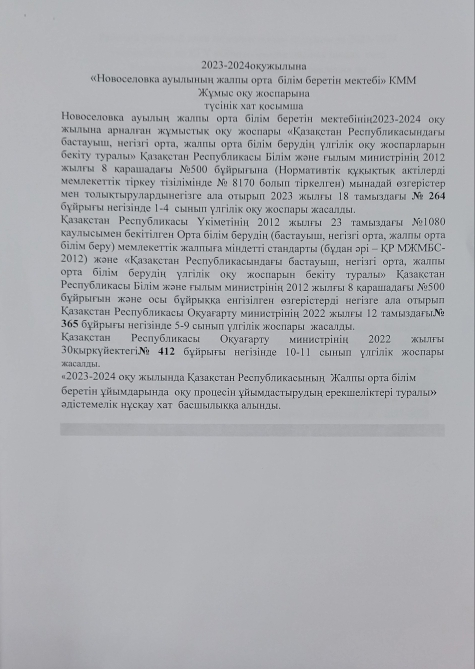 2023-2024оқужылына
«Новоселовка ауылының жалпы орта білім беретін мектебі» КММ
Жұмыс оқу жоспарына
түсінік хат қосымша
Новоселовка ауылың жалпы орта білім беретін мектебінің2023-2024 оқу
жылына арналған жұмыстық оқу жоспары «Қазақстан Республикасындағы
бастауыш, негізгі орта, жалпы орта білім берудің үлгілік оқу жоспарларын
бекіту туралы» Қазақстан Республикасы Білім және ғылым министрінің 2012
жылғы 8 қарашадағы №500 бұйрығына (Нормативтік құқықтық актілерді
мемлекеттік тіркеу тізілімінде № 8170 болып тіркелген) мынадай өзгерістер
мен толықтырулардынегізге ала отырып 2023 жылғы 18 тамыздағы № 264
бұйрығы негізінде 1-4 сынып үлгілік оқу жоспары жасалды.
Қазақстан Республикасы Үкіметінің 2012 жылғы 23 тамыздағы №1080
қаулысымен бекітілген Орта білім берудің (бастауыш, негізгі орта, жалпы орта
білім беру) мемлекеттік жалпыға міндетті стандарты (бұдан әрі – ҚР МЖМБС-
2012) және «Қазақстан Республикасындағы бастауыш, негізгі орта, жалпы
орта білім берудің үлгілік оқу жоспарын бекіту туралы» Қазақстан
Республикасы Білім және ғылым министрінің 2012 жылғы 8 қарашадағы №500
бұйрығын және осы бұйрыққа енгізілген өзгерістерді негізге ала отырып
Қазақстан Республикасы Оқуағарту министрінің 2022 жылғы 12 тамыздағы№
365 бұйрығы негізінде 5-9 сынып үлгілік оқу жоспары жасалды.
Қазақстан Республикасы Оқуағарту министрінің 2022 жылғы
30қыркүйектегі№ 412 бұйрығы негізінде 10-11 сынып үлгілік оқу жоспары
жасалды.
«2023-2024 оқу жылында Қазақстан Республикасының Жалпы орта білім
беретін ұйымдарында оқу процесін ұйымдастырудың ерекшеліктері туралы»
әдістемелік нұсқау хат басшылыққа алынды.